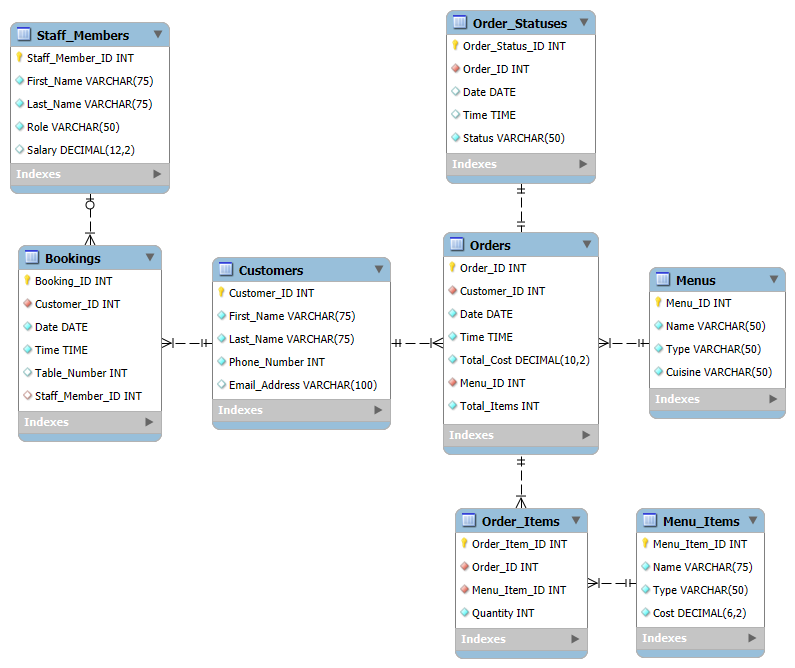 Staff_Members
Staff_Member_ID INT
First_Name VARCHAR(75)
Last_Name VARCHAR(75)
Role VARCHAR(50)
Salary DECIMAL(12,2)
Indexes
Order_Statuses
Order_Status_ID INT
Order_ID INT
Date DATE
Time TIME
Status VARCHAR(50)
Indexes
Bookings
Booking_ID INT
Customer_ID INT
Date DATE
Time TIME
Table_Number INT
Staff_Member_ID INT
Indexes
Customers
Customer_ID INT
First_Name VARCHAR(75)
Last_Name VARCHAR(75)
Phone_Number INT
Email_Address VARCHAR(100)
Indexes
Orders
Order_ID INT
Customer_ID INT
Date DATE
Time TIME
Total_Cost DECIMAL(10,2)
Menu_ID INT
Total_Items INT
Indexes
Menus
Menu_ID INT
Name VARCHAR(50)
Type VARCHAR(50)
Cuisine VARCHAR(50)
Indexes
Order_Items
Order_Item_ID INT
Order_ID INT
Menu_Item_ID INT
Quantity INT
Indexes
Menu_Items
Menu_Item_ID INT
Name VARCHAR(75)
Type VARCHAR(50)
Cost DECIMAL(6,2)
Indexes